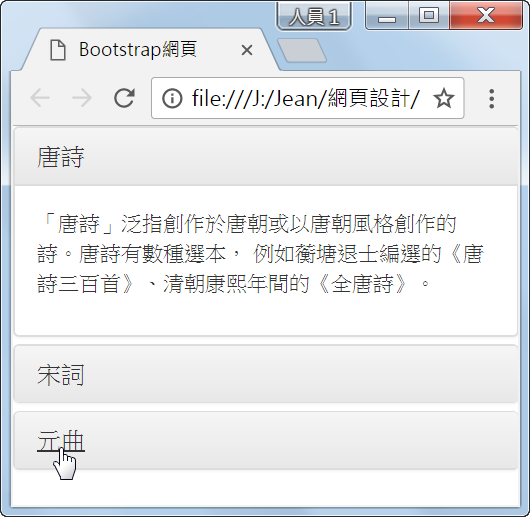 人員 1
Bootstrap網頁
file:///J:/Jean/網頁設計/
唐詩
「唐詩」泛指創作於唐朝或以唐朝風格創作的
詩。唐詩有數種選本， 例如蘅塘退士編選的《唐
詩三百首》、清朝康熙年間的《全唐詩》。
宋詞
元曲